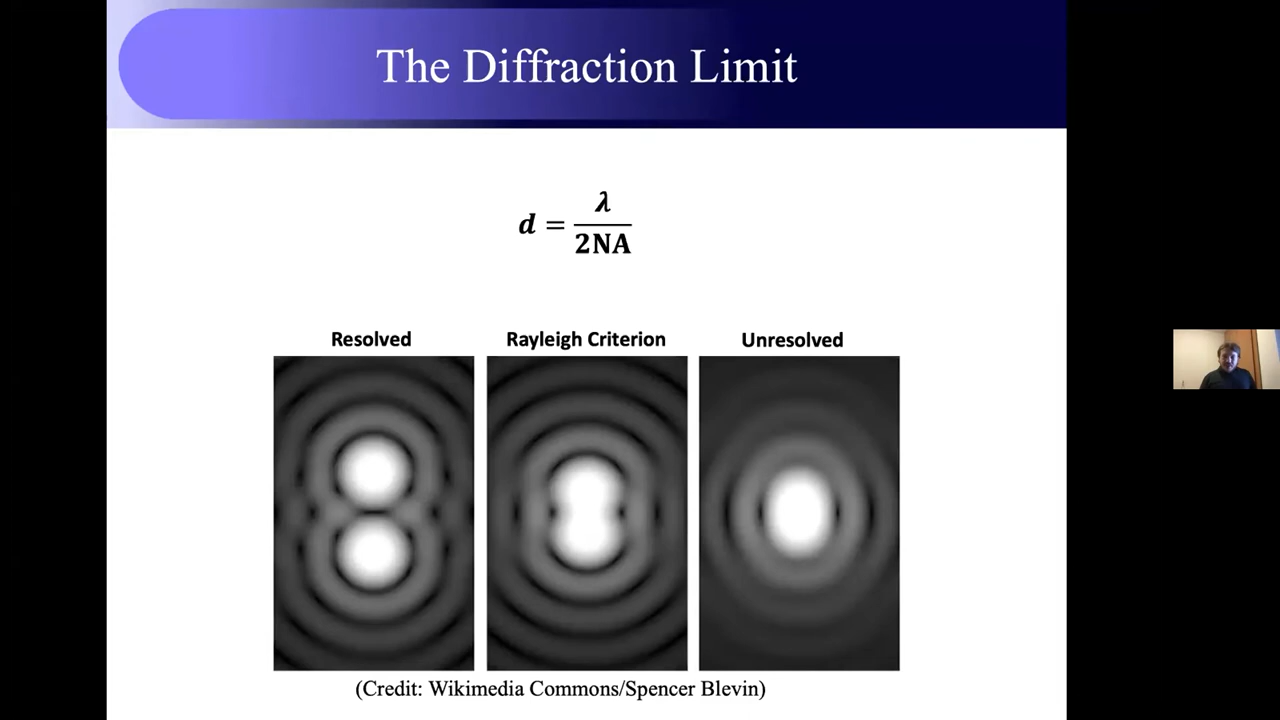 The Diffraction Limit
d = λ / 2NA
Resolved Rayleigh Criterion Unresolved
(Credit: Wikimedia Commons/Spencer Blevin)